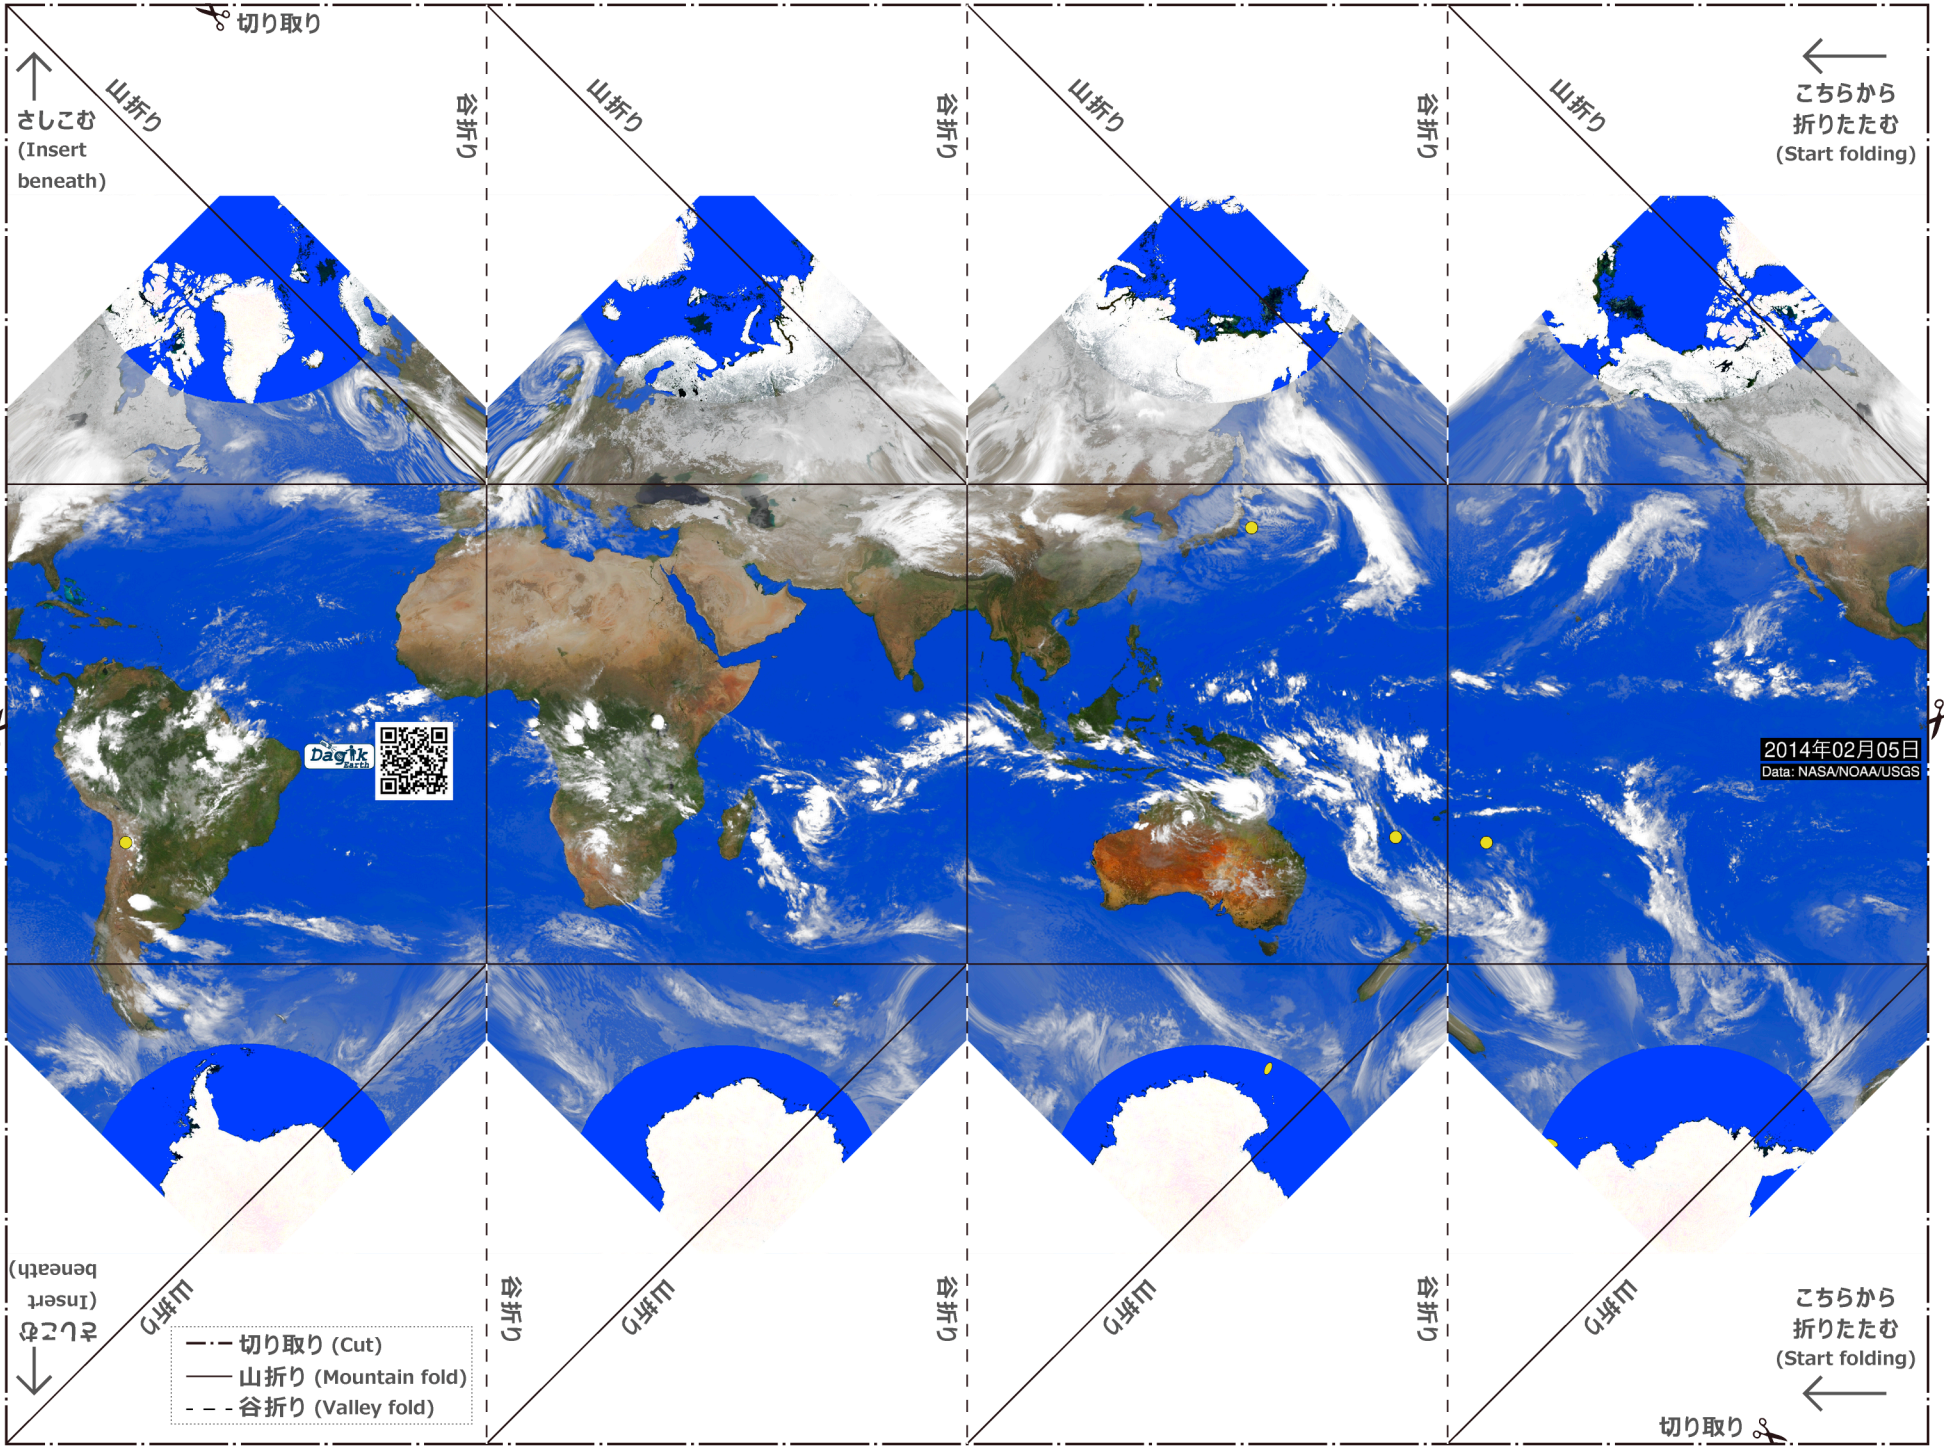 切り取り
山折り
谷折り
山折り
谷折り
山折り
谷折り
山折り
さしこむ
(Insert
beneath)
こちらから
折りたたむ
(Start folding)
Dagik
Earth
2014年02月05日
Data: NASA/NOAA/USGS
さしこむ
(Insert
beneath)
山折り
谷折り
山折り
谷折り
山折り
谷折り
山折り
こちらから
折りたたむ
(Start folding)
切り取り (Cut)
山折り (Mountain fold)
谷折り (Valley fold)
切り取り